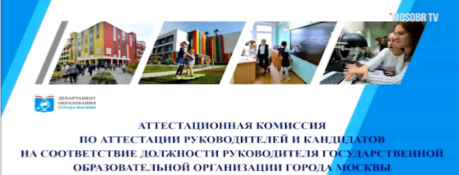 MOSOBR TV
ДЕПАРТАМЕНТ
ОБРАЗОВАНИЯ
ГОРОДА МОСКВЫ
АТТЕСТАЦИОННАЯ КОМИССИЯ
ПО АТТЕСТАЦИИ РУКОВОДИТЕЛЕЙ И КАНДИДАТОВ
НА СООТВЕТСТВИЕ ДОЛЖНОСТИ РУКОВОДИТЕЛЯ ГОСУДАРСТВЕННОЙ
ОБРАЗОВАТЕЛЬНОЙ ОРГАНИЗАЦИИ ГОРОДА МОСКВЫ